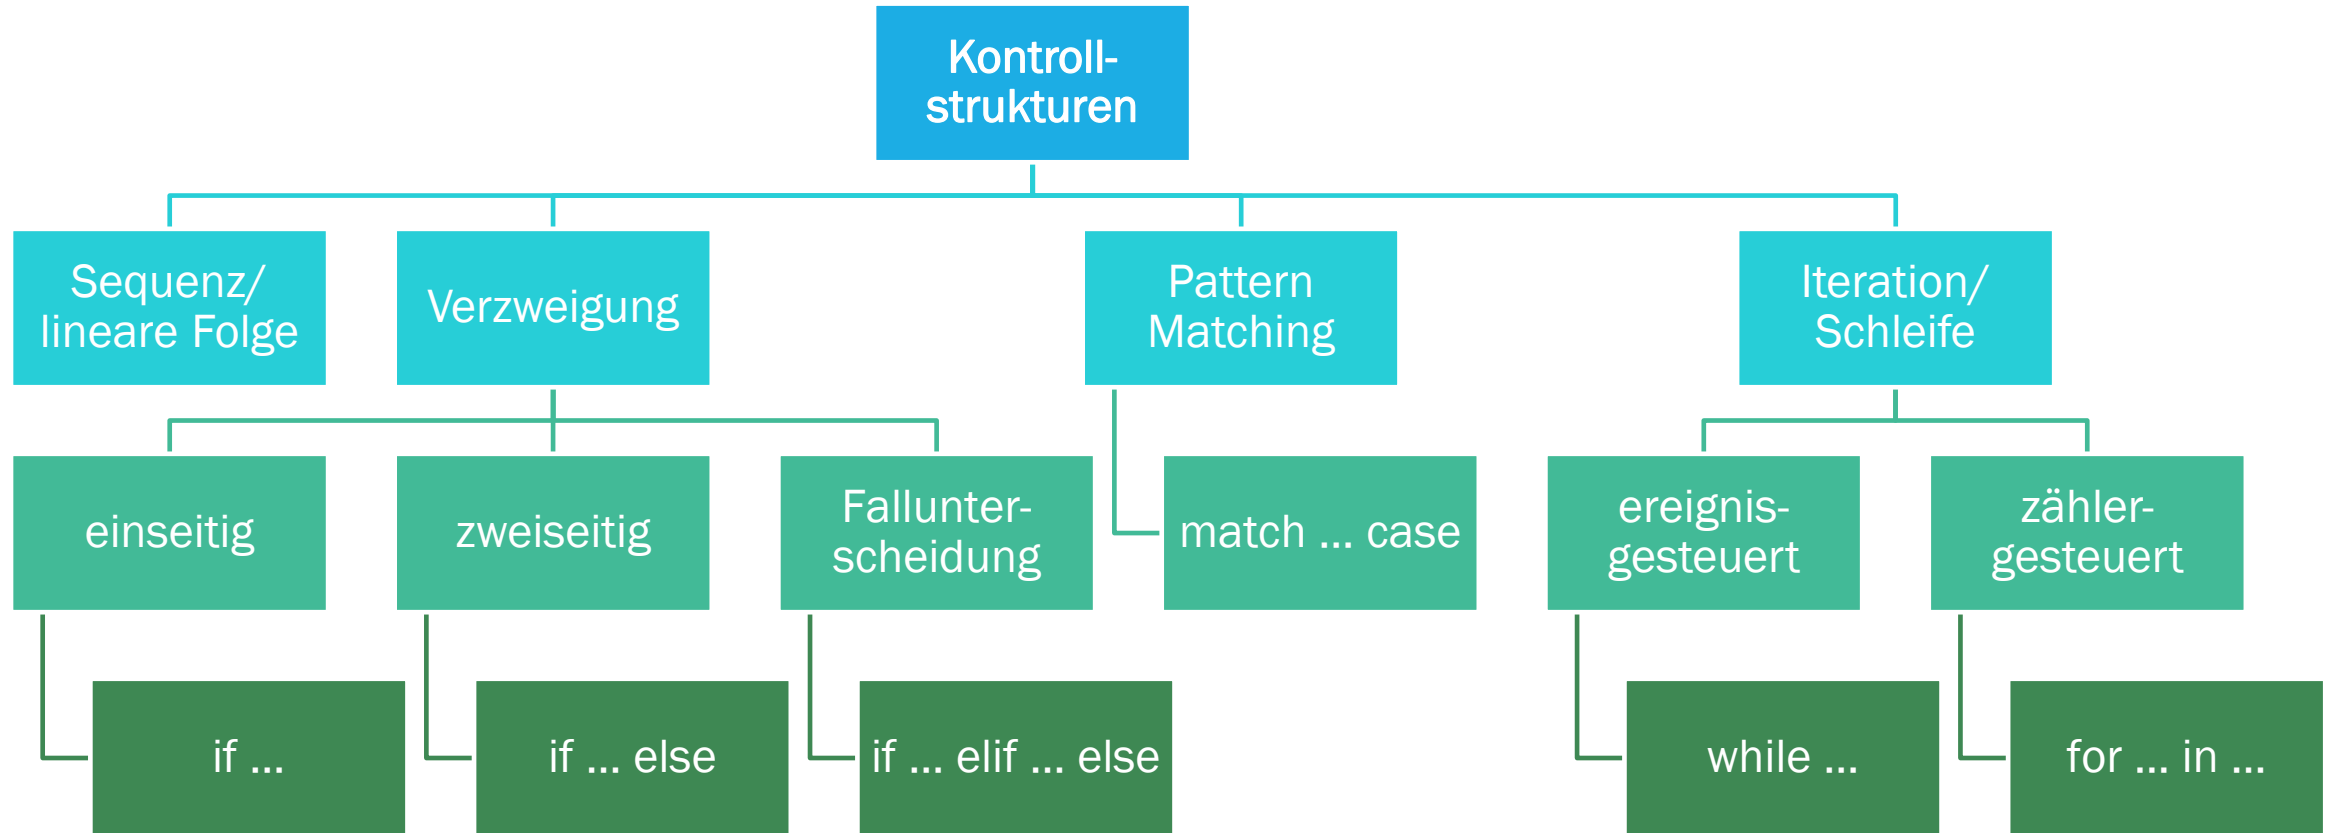 Kontroll-
strukturen
Sequenz/
lineare Folge
Verzweigung
Pattern
Matching
Iteration/
Schleife
einseitig
zweiseitig
Fallunter-
scheidung
match ... case
ereignis-
gesteuert
zähler-
gesteuert
if ...
if ... else
if ... elif ... else
while ...
for ... in ...